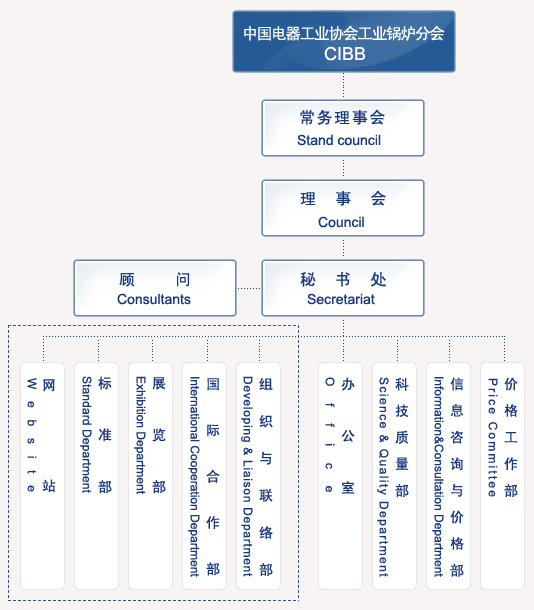 中国电器工业协会工业锅炉分会
CIBB
常务理事会
Stand council
理事会
Council
顾问
Consultants
秘书处
Secretariat
网站
Website
标准部
Standard Department
展览部
Exhibition Department
国际合作部
International Cooperation Department
组织与联络部
Developing & Liaison Department
办公室
Office
科技质量部
Science & Quality Department
信息咨询与价格部
Information&Consultation Department
价格工作部
Price Committee